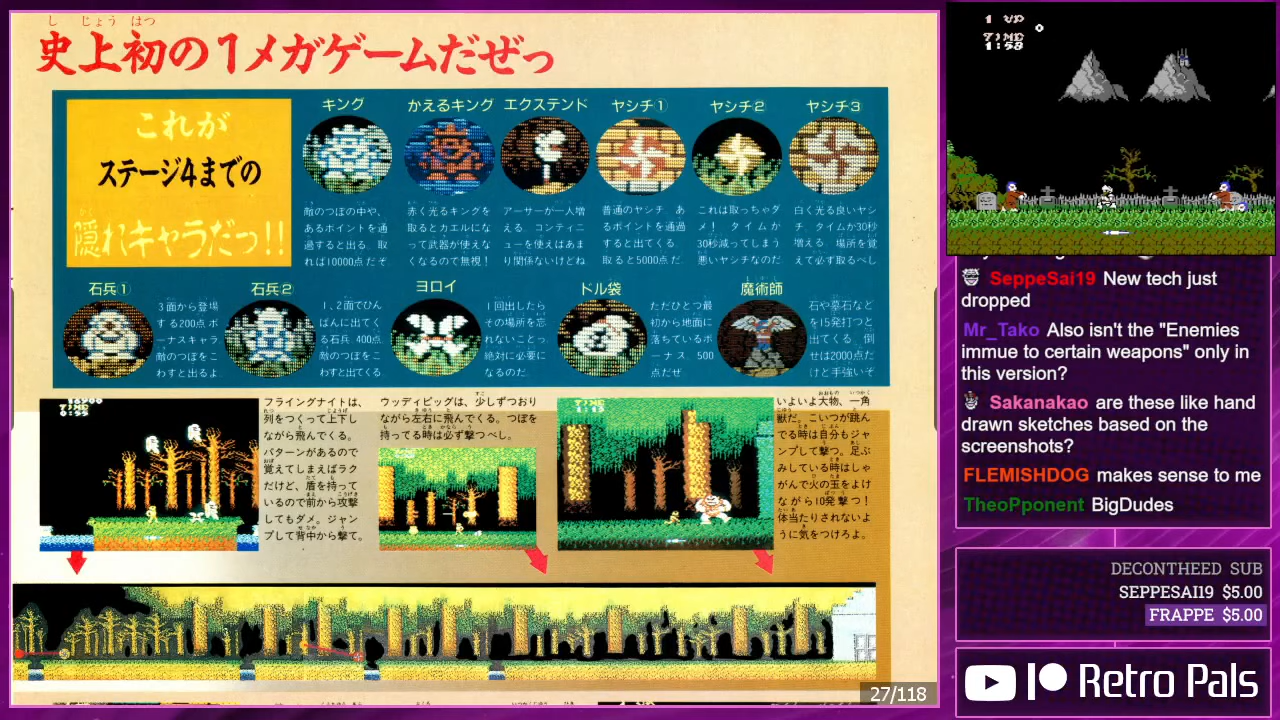 し じょう はつ
史上初の1メガゲームだぜっ
これが
ステージ4までの
隠れキャラだっ!!
キング
敵のつぼの中や、
あるポイントを通
過すると出る。取
れば10000点だぞ。
かえるキング
赤く光るキングを
取るとカエルにな
って武器が使えな
くなるので無視!
エクステンド
アーサーが一人増
える。コンティニ
ューを使えばあま
り関係ないけどね
ヤシチ①
普通のヤシチ。あ
るポイントを通過
すると出てくる。
取ると5000点だ。
ヤシチ2
これは取っちゃダ
メ! タイムが
30秒減ってしまう
悪いヤシチなのだ
ヤシチ3
白く光る良いヤシ
チ。タイムが30秒
増える。場所を覚
えて必ず取るべし
石兵①
3面から登場
する200点ボ
ーナスキャラ
敵のつぼをこ
わすと出るよ。
石兵2
1、2面でひん
ぱんに出てく
る石兵。400点。
敵のつぼをこ
わすと出てくる。
ヨロイ
1回出したら
その場所を忘
れないことっ。
絶対に必要に
なるのだ。
ドル袋
ただひとつ最
初から地面に
落ちているボ
ーナス。500
点だぜ。
魔術師
石や墓石など
を15発打つと
出てくる。倒
せば2000点だ
けど手強いぞ
TIME
0:55
フライングナイトは、
列をつくって上下し
ながら飛んでくる。
パターンがあるので
覚えてしまえばラク
だけど、盾を持って
いるので前から攻撃
してもダメ。ジャン
プして背中から撃て。
ウッディピッグは、少しずつおり
ながら左右に飛んでくる。つぼを
持ってる時は必ず撃つべし。
TIME
1:13
いよいよ大物、一角
獣だ。こいつが跳ん
でる時は自分もジャ
ンプして撃つ。足ぶ
みしている時はしゃ
がんで火の玉をよけ
ながら10発撃つ!
体当たりされないよ
うに気をつけろよ。
27/118
1 UP
0
TIME
1:58
SeppeSai19 New tech just
dropped
Mr_Tako Also isn't the "Enemies
immue to certain weapons" only in
this version?
Sakanakao are these like hand
drawn sketches based on the
screenshots?
FLEMISHDOG makes sense to me
TheoPponent BigDudes
DECONTHEED SUB
SEPPESAI19 $5.00
FRAPPE $5.00
Retro Pals